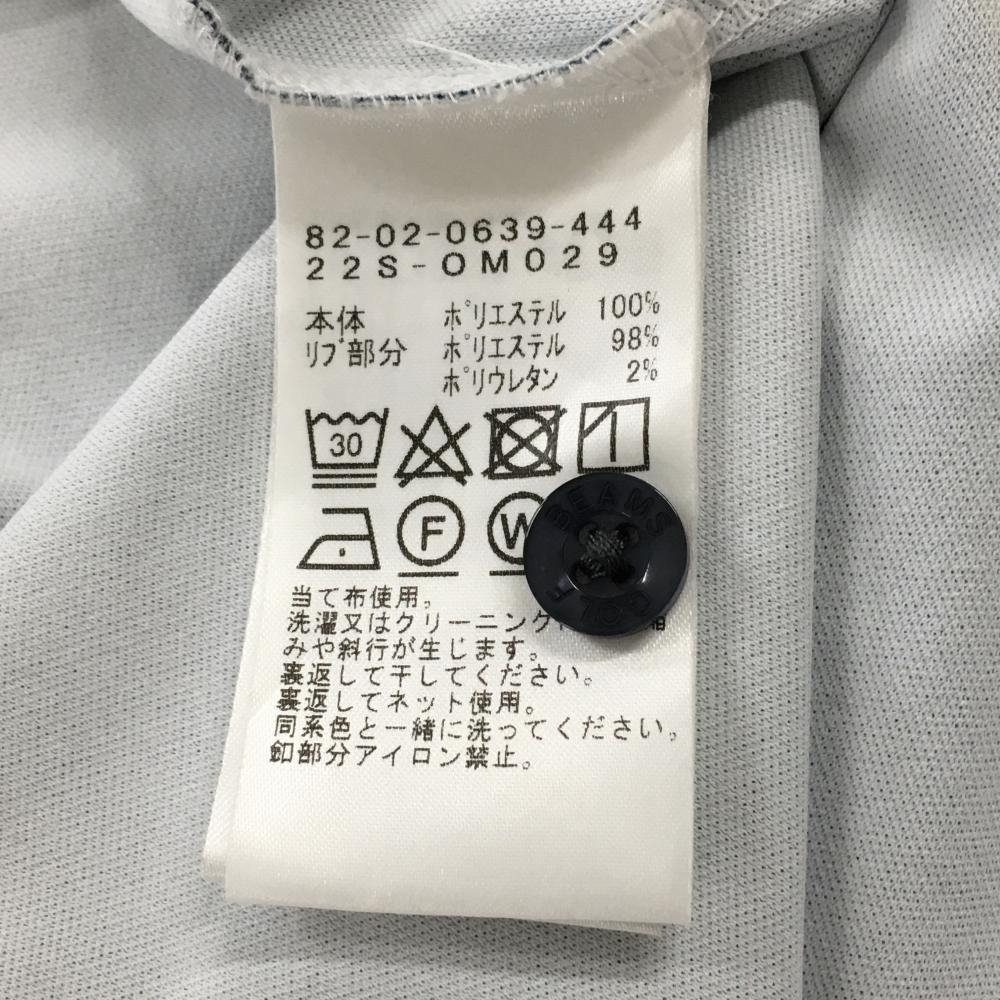 82-02-0639-444
22S-OM029
本体 ポリエステル 100%
リブ部分 ポリエステル 98%
ポリウレタン 2%
30
F
W
BEAMS
GOLF
当て布使用。
洗濯又はクリーニング
みや斜行が生じます。
裏返して干してください。
裏返してネット使用。
同系色と一緒に洗ってください。
釦部分アイロン禁止。